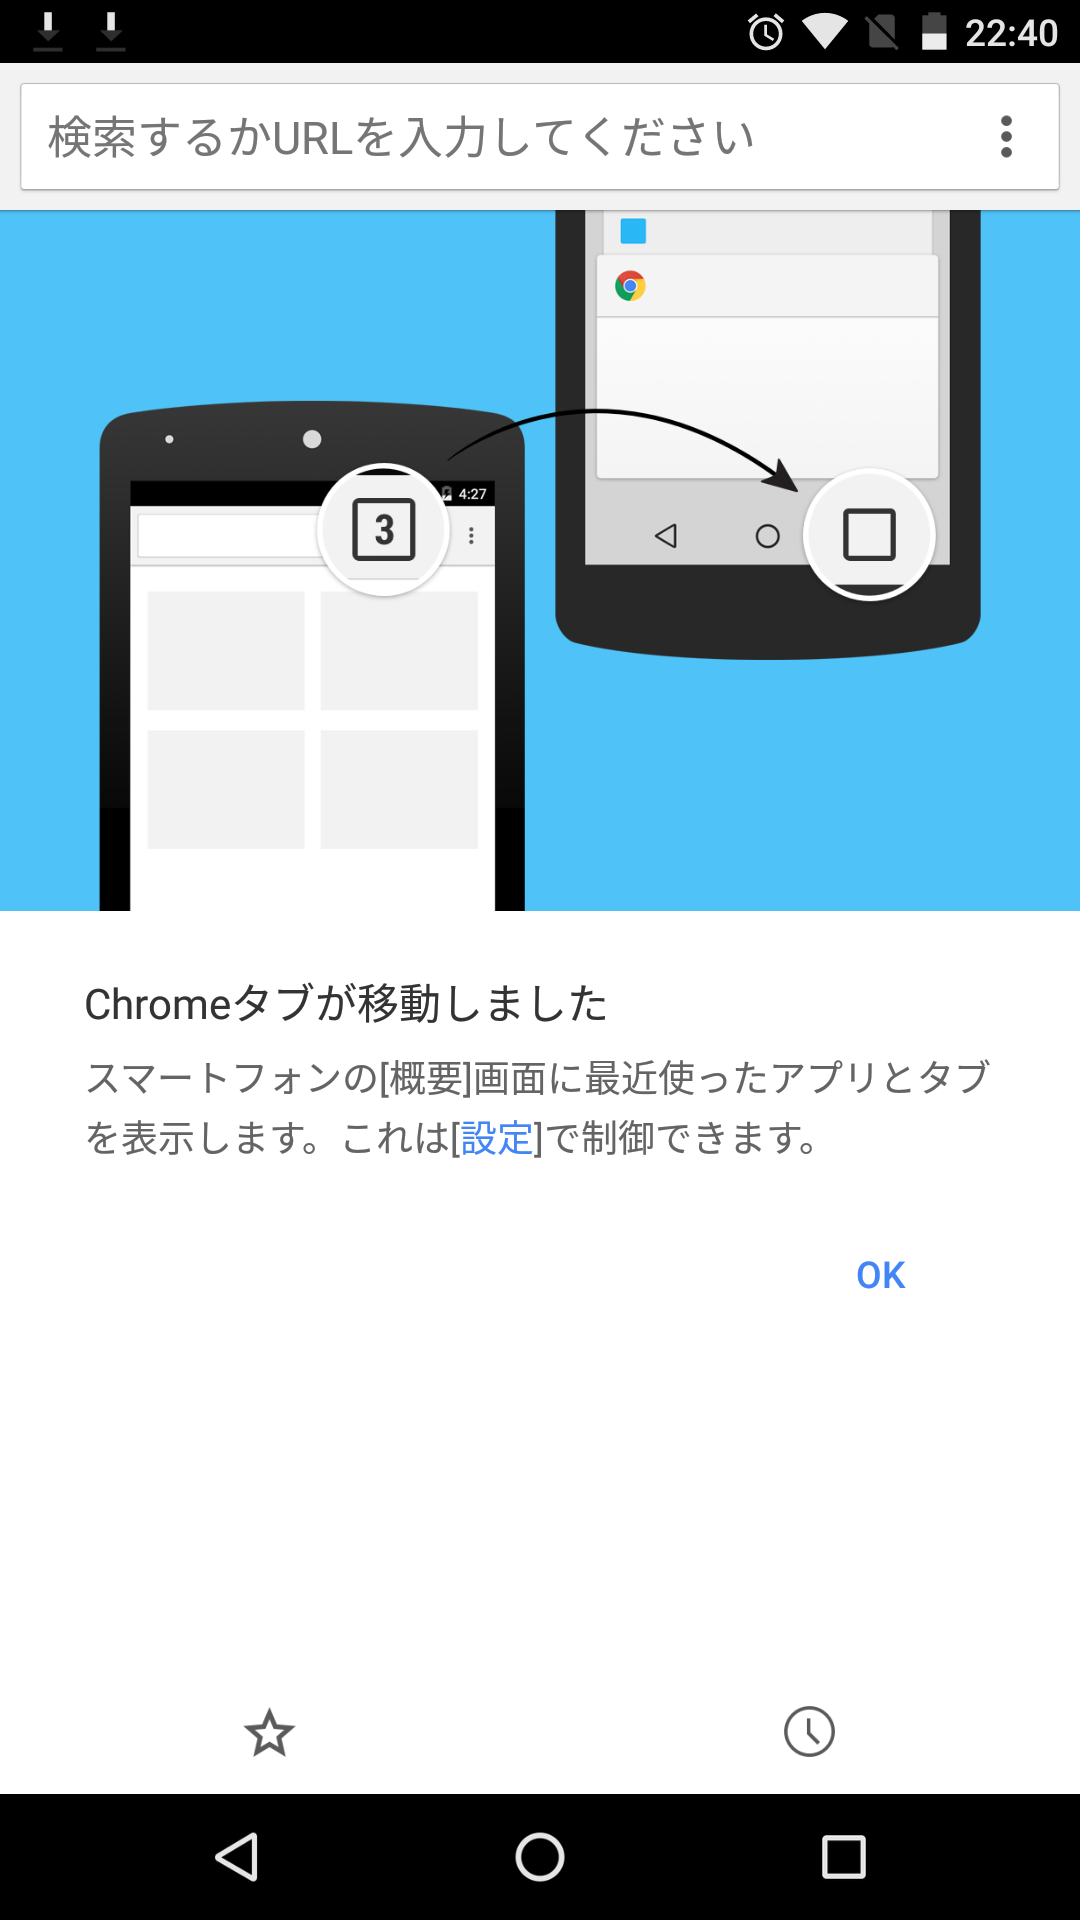 22:40
検索するかURLを入力してください
4:27
3
Chromeタブが移動しました
スマートフォンの[概要]画面に最近使ったアプリとタブ
を表示します。これは[設定]で制御できます。
OK